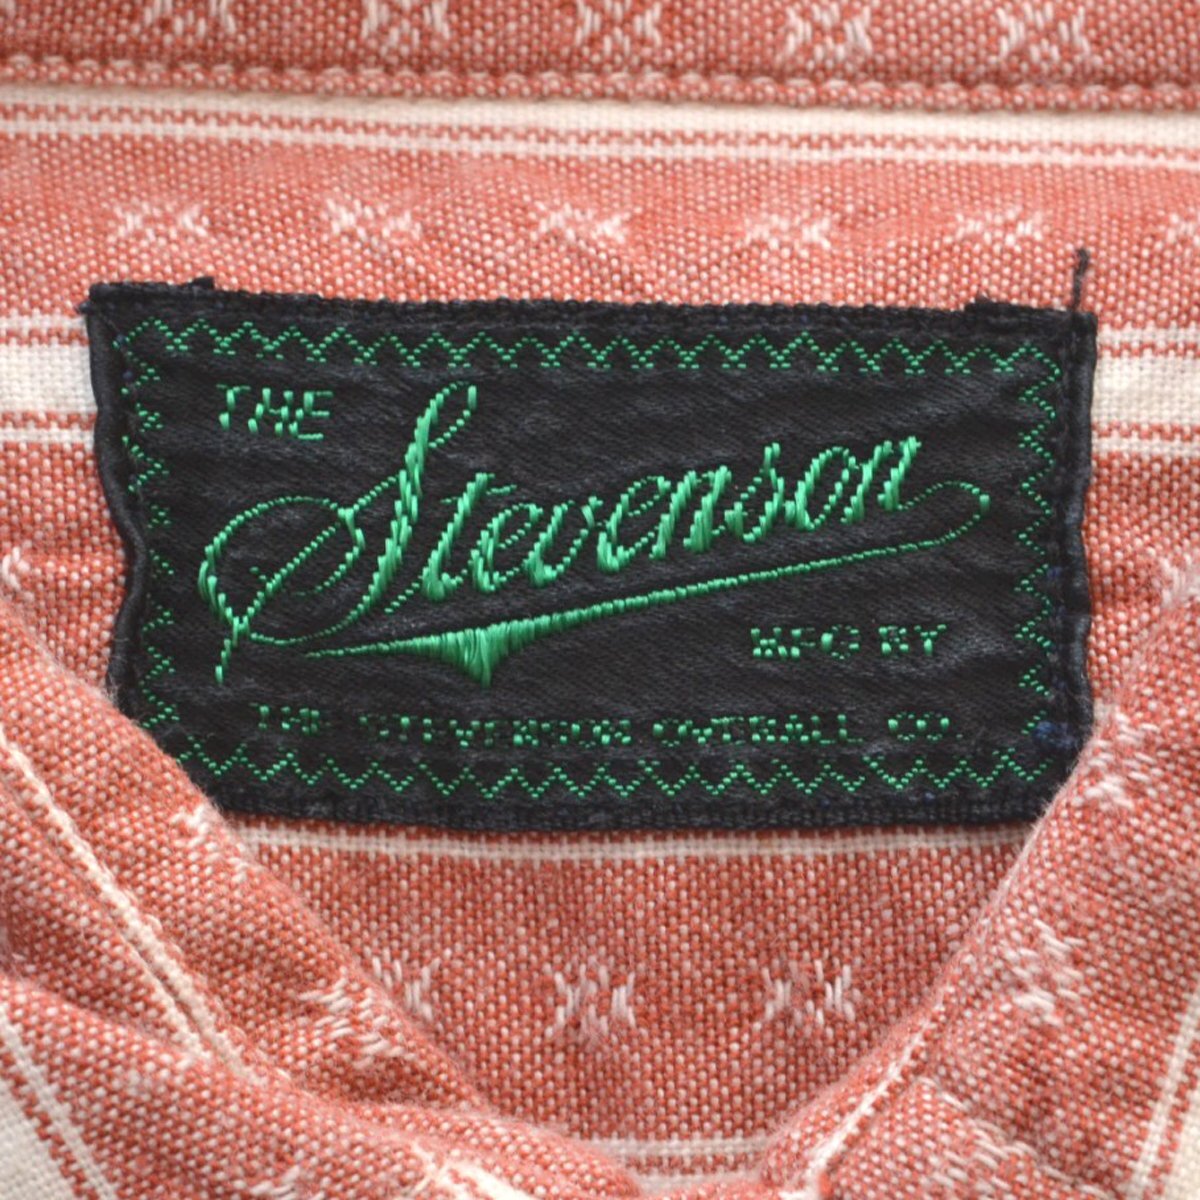 THE
Stevenson
MFG BY
THE STEVENSON OVERALL CO.